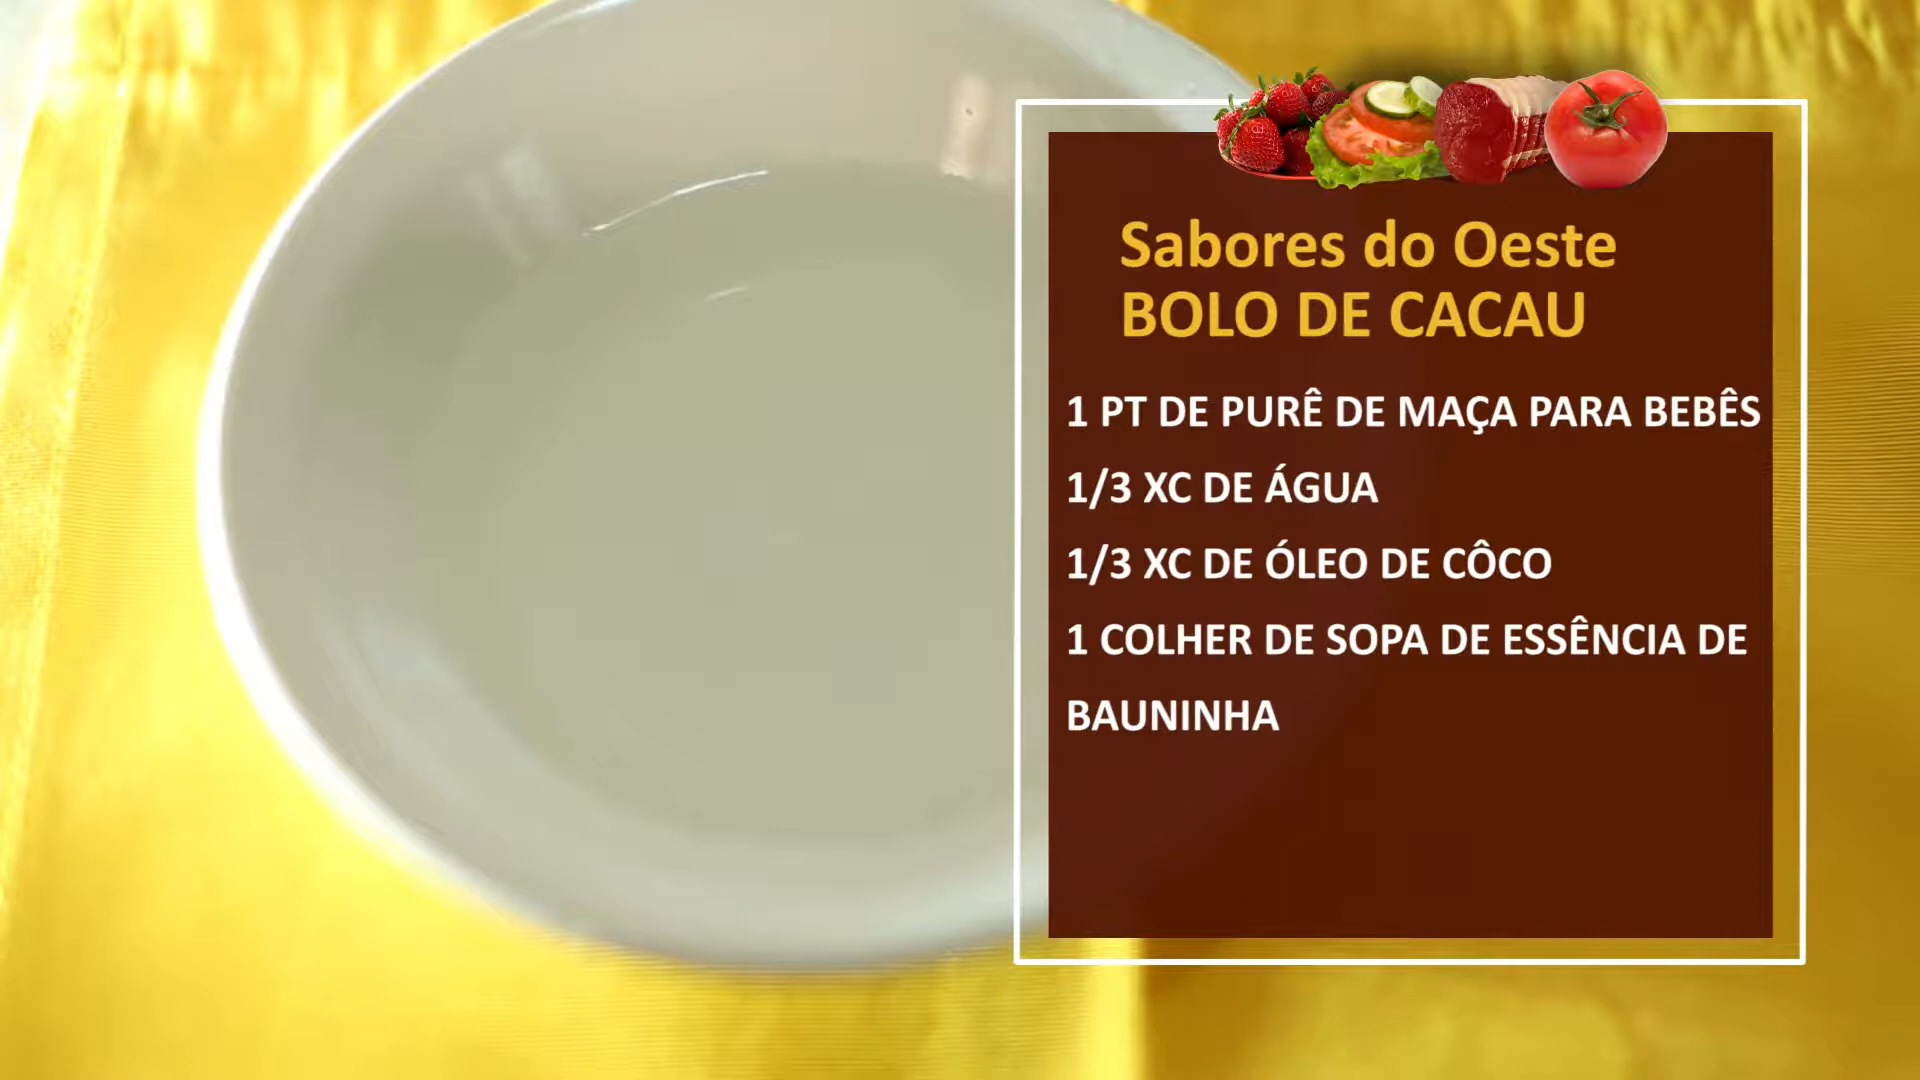 Sabores do Oeste
BOLO DE CACAU
1 PT DE PURÊ DE MAÇA PARA BEBÊS
1/3 XC DE ÁGUA
1/3 XC DE ÓLEO DE CÔCO
1 COLHER DE SOPA DE ESSÊNCIA DE
BAUNINHA